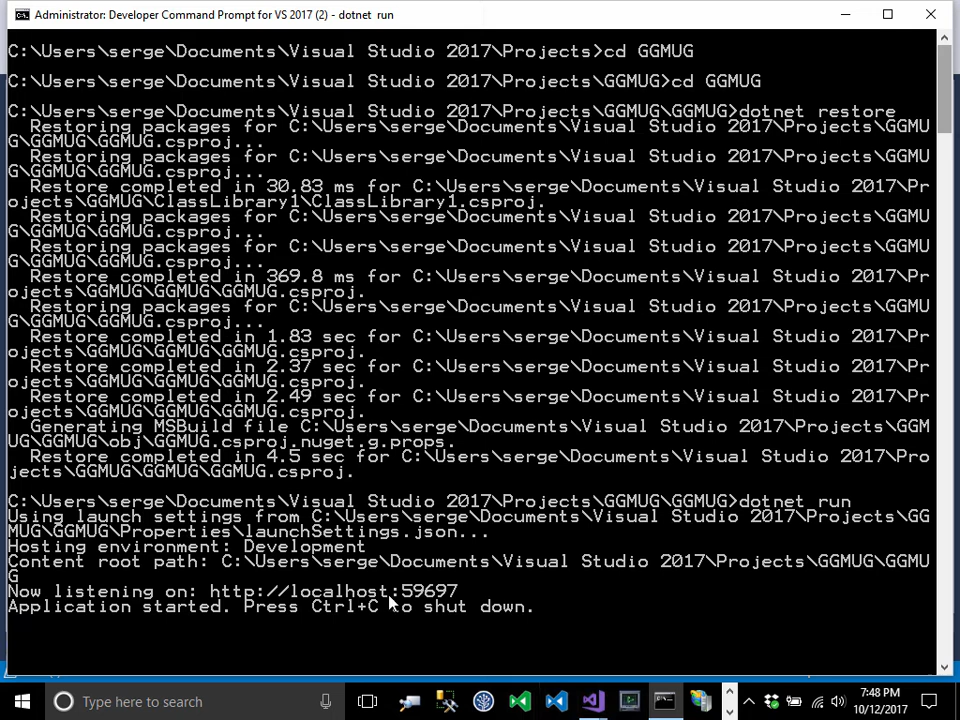 Administrator: Developer Command Prompt for VS 2017 (2) - dotnet  run
C:\Users\serge\Documents\Visual Studio 2017\Projects>cd GGMUG
C:\Users\serge\Documents\Visual Studio 2017\Projects\GGMUG>cd GGMUG
C:\Users\serge\Documents\Visual Studio 2017\Projects\GGMUG\GGMUG>dotnet restore
  Restoring packages for C:\Users\serge\Documents\Visual Studio 2017\Projects\GGMU
G\GGMUG\GGMUG.csproj...
  Restoring packages for C:\Users\serge\Documents\Visual Studio 2017\Projects\GGMU
G\GGMUG\GGMUG.csproj...
  Restore completed in 30.83 ms for C:\Users\serge\Documents\Visual Studio 2017\Pr
ojects\GGMUG\ClassLibrary1\ClassLibrary1.csproj.
  Restoring packages for C:\Users\serge\Documents\Visual Studio 2017\Projects\GGMU
G\GGMUG\GGMUG.csproj...
  Restoring packages for C:\Users\serge\Documents\Visual Studio 2017\Projects\GGMU
G\GGMUG\GGMUG.csproj...
  Restore completed in 369.8 ms for C:\Users\serge\Documents\Visual Studio 2017\Pr
ojects\GGMUG\GGMUG\GGMUG.csproj.
  Restoring packages for C:\Users\serge\Documents\Visual Studio 2017\Projects\GGMU
G\GGMUG\GGMUG.csproj...
  Restore completed in 1.83 sec for C:\Users\serge\Documents\Visual Studio 2017\Pr
ojects\GGMUG\GGMUG\GGMUG.csproj.
  Restore completed in 2.37 sec for C:\Users\serge\Documents\Visual Studio 2017\Pr
ojects\GGMUG\GGMUG\GGMUG.csproj.
  Restore completed in 2.49 sec for C:\Users\serge\Documents\Visual Studio 2017\Pr
ojects\GGMUG\GGMUG\GGMUG.csproj.
  Generating MSBuild file C:\Users\serge\Documents\Visual Studio 2017\Projects\GGM
UG\GGMUG\obj\GGMUG.csproj.nuget.g.props.
  Restore completed in 4.5 sec for C:\Users\serge\Documents\Visual Studio 2017\Pro
jects\GGMUG\GGMUG\GGMUG.csproj.
C:\Users\serge\Documents\Visual Studio 2017\Projects\GGMUG\GGMUG>dotnet run
Using launch settings from C:\Users\serge\Documents\Visual Studio 2017\Projects\GG
MUG\GGMUG\Properties\launchSettings.json...
Hosting environment: Development
Content root path: C:\Users\serge\Documents\Visual Studio 2017\Projects\GGMUG\GGMU
G
Now listening on: http://localhost:59697
Application started. Press Ctrl+C to shut down.
Type here to search
7:48 PM
10/12/2017